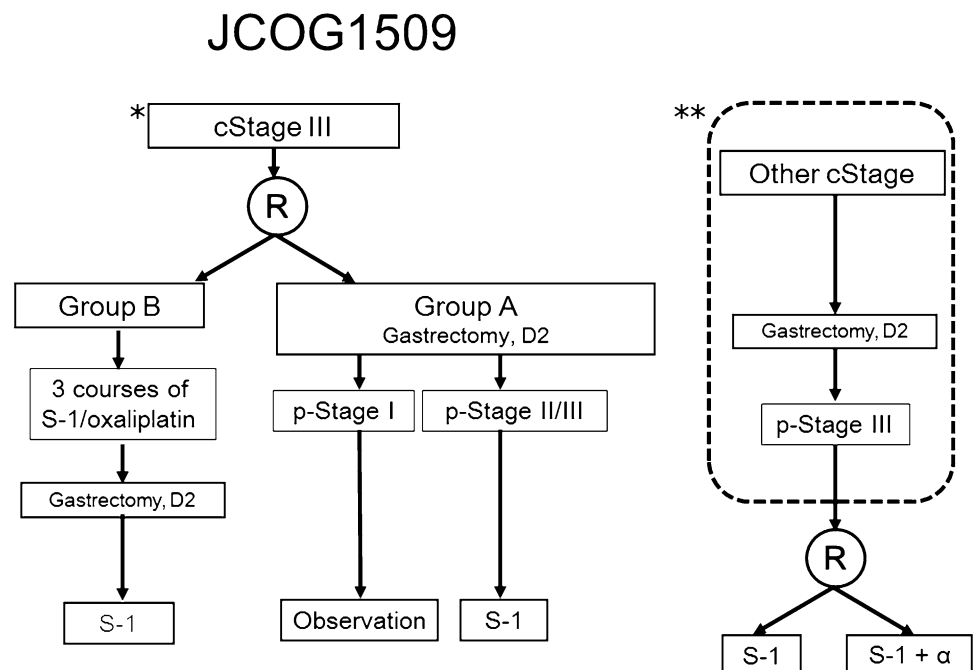 JCOG1509
*
cStage III
R
Group B
3 courses of
S-1/oxaliplatin
Gastrectomy, D2
S-1
Group A
Gastrectomy, D2
p-Stage I
p-Stage II/III
Observation
S-1
**
Other cStage
Gastrectomy, D2
p-Stage III
R
S-1
S-1 + α